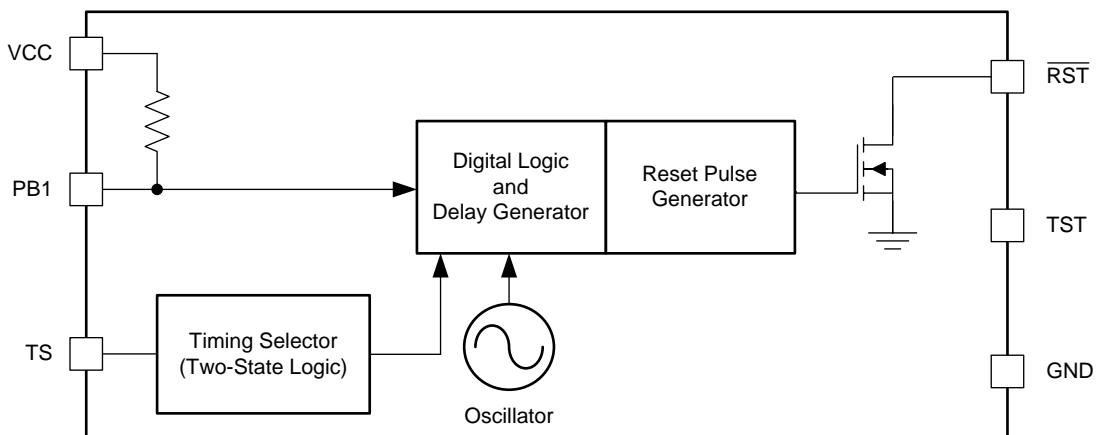 VCC
RST
PB1
Digital Logic
and
Delay Generator
Reset Pulse
Generator
TST
TS
Timing Selector
(Two-State Logic)
GND
Oscillator